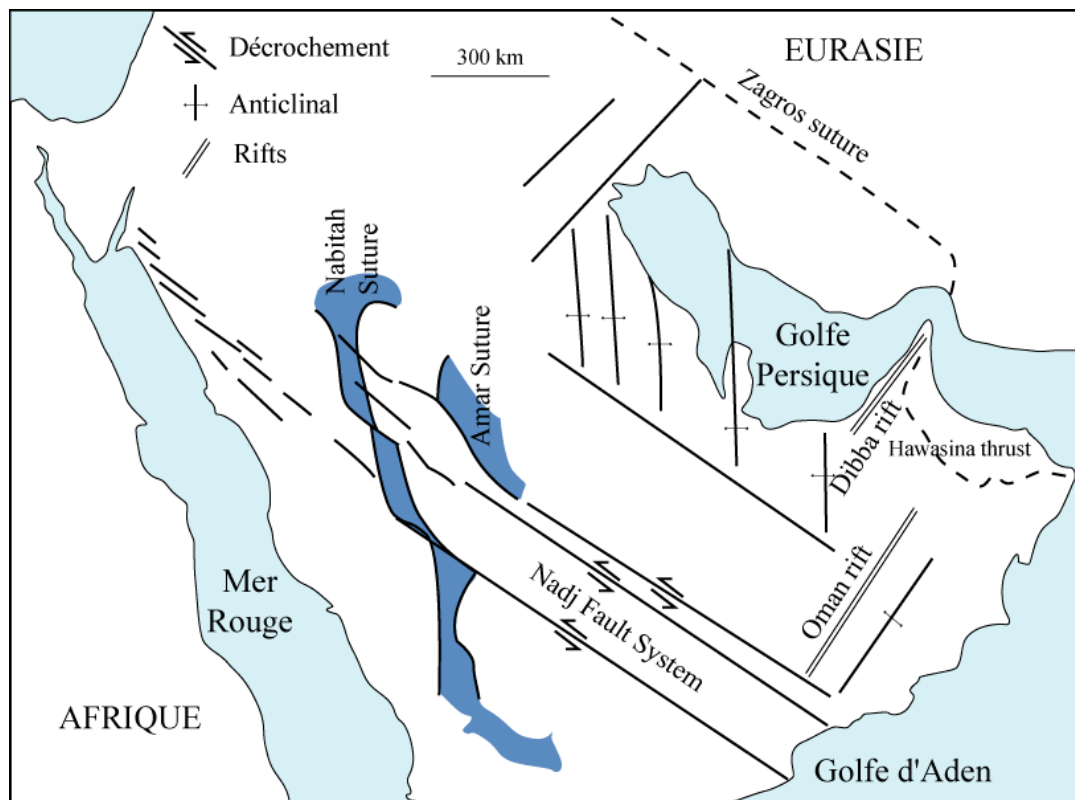 Décrochement
Anticlinal
Rifts
300 km
EURASIE
Zagros suture
Nabitah
Suture
Amar Suture
Golfe
Persique
Dibba rift
Hawasina thrust
Oman rift
Nadj Fault System
Mer
Rouge
AFRIQUE
Golfe d'Aden